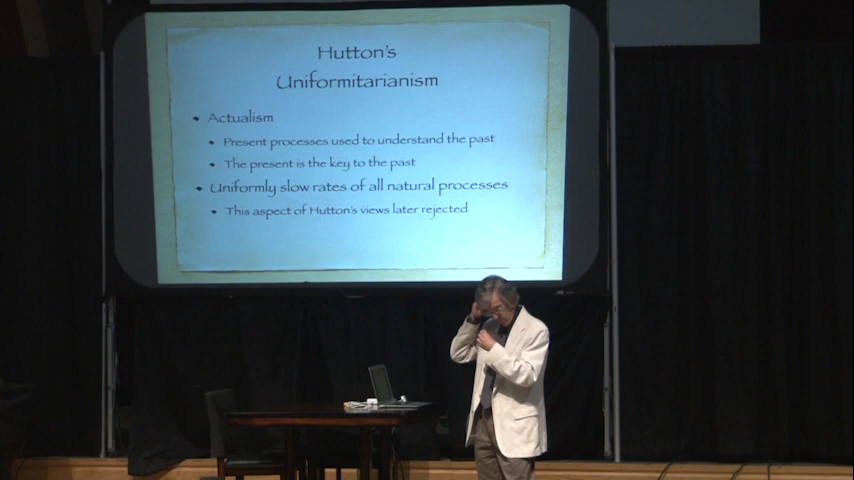 Hutton's
Uniformitarianism
• Actualism
• Present processes used to understand the past
• The present is the key to the past
• Uniformly slow rates of all natural processes
• This aspect of Hutton's views later rejected